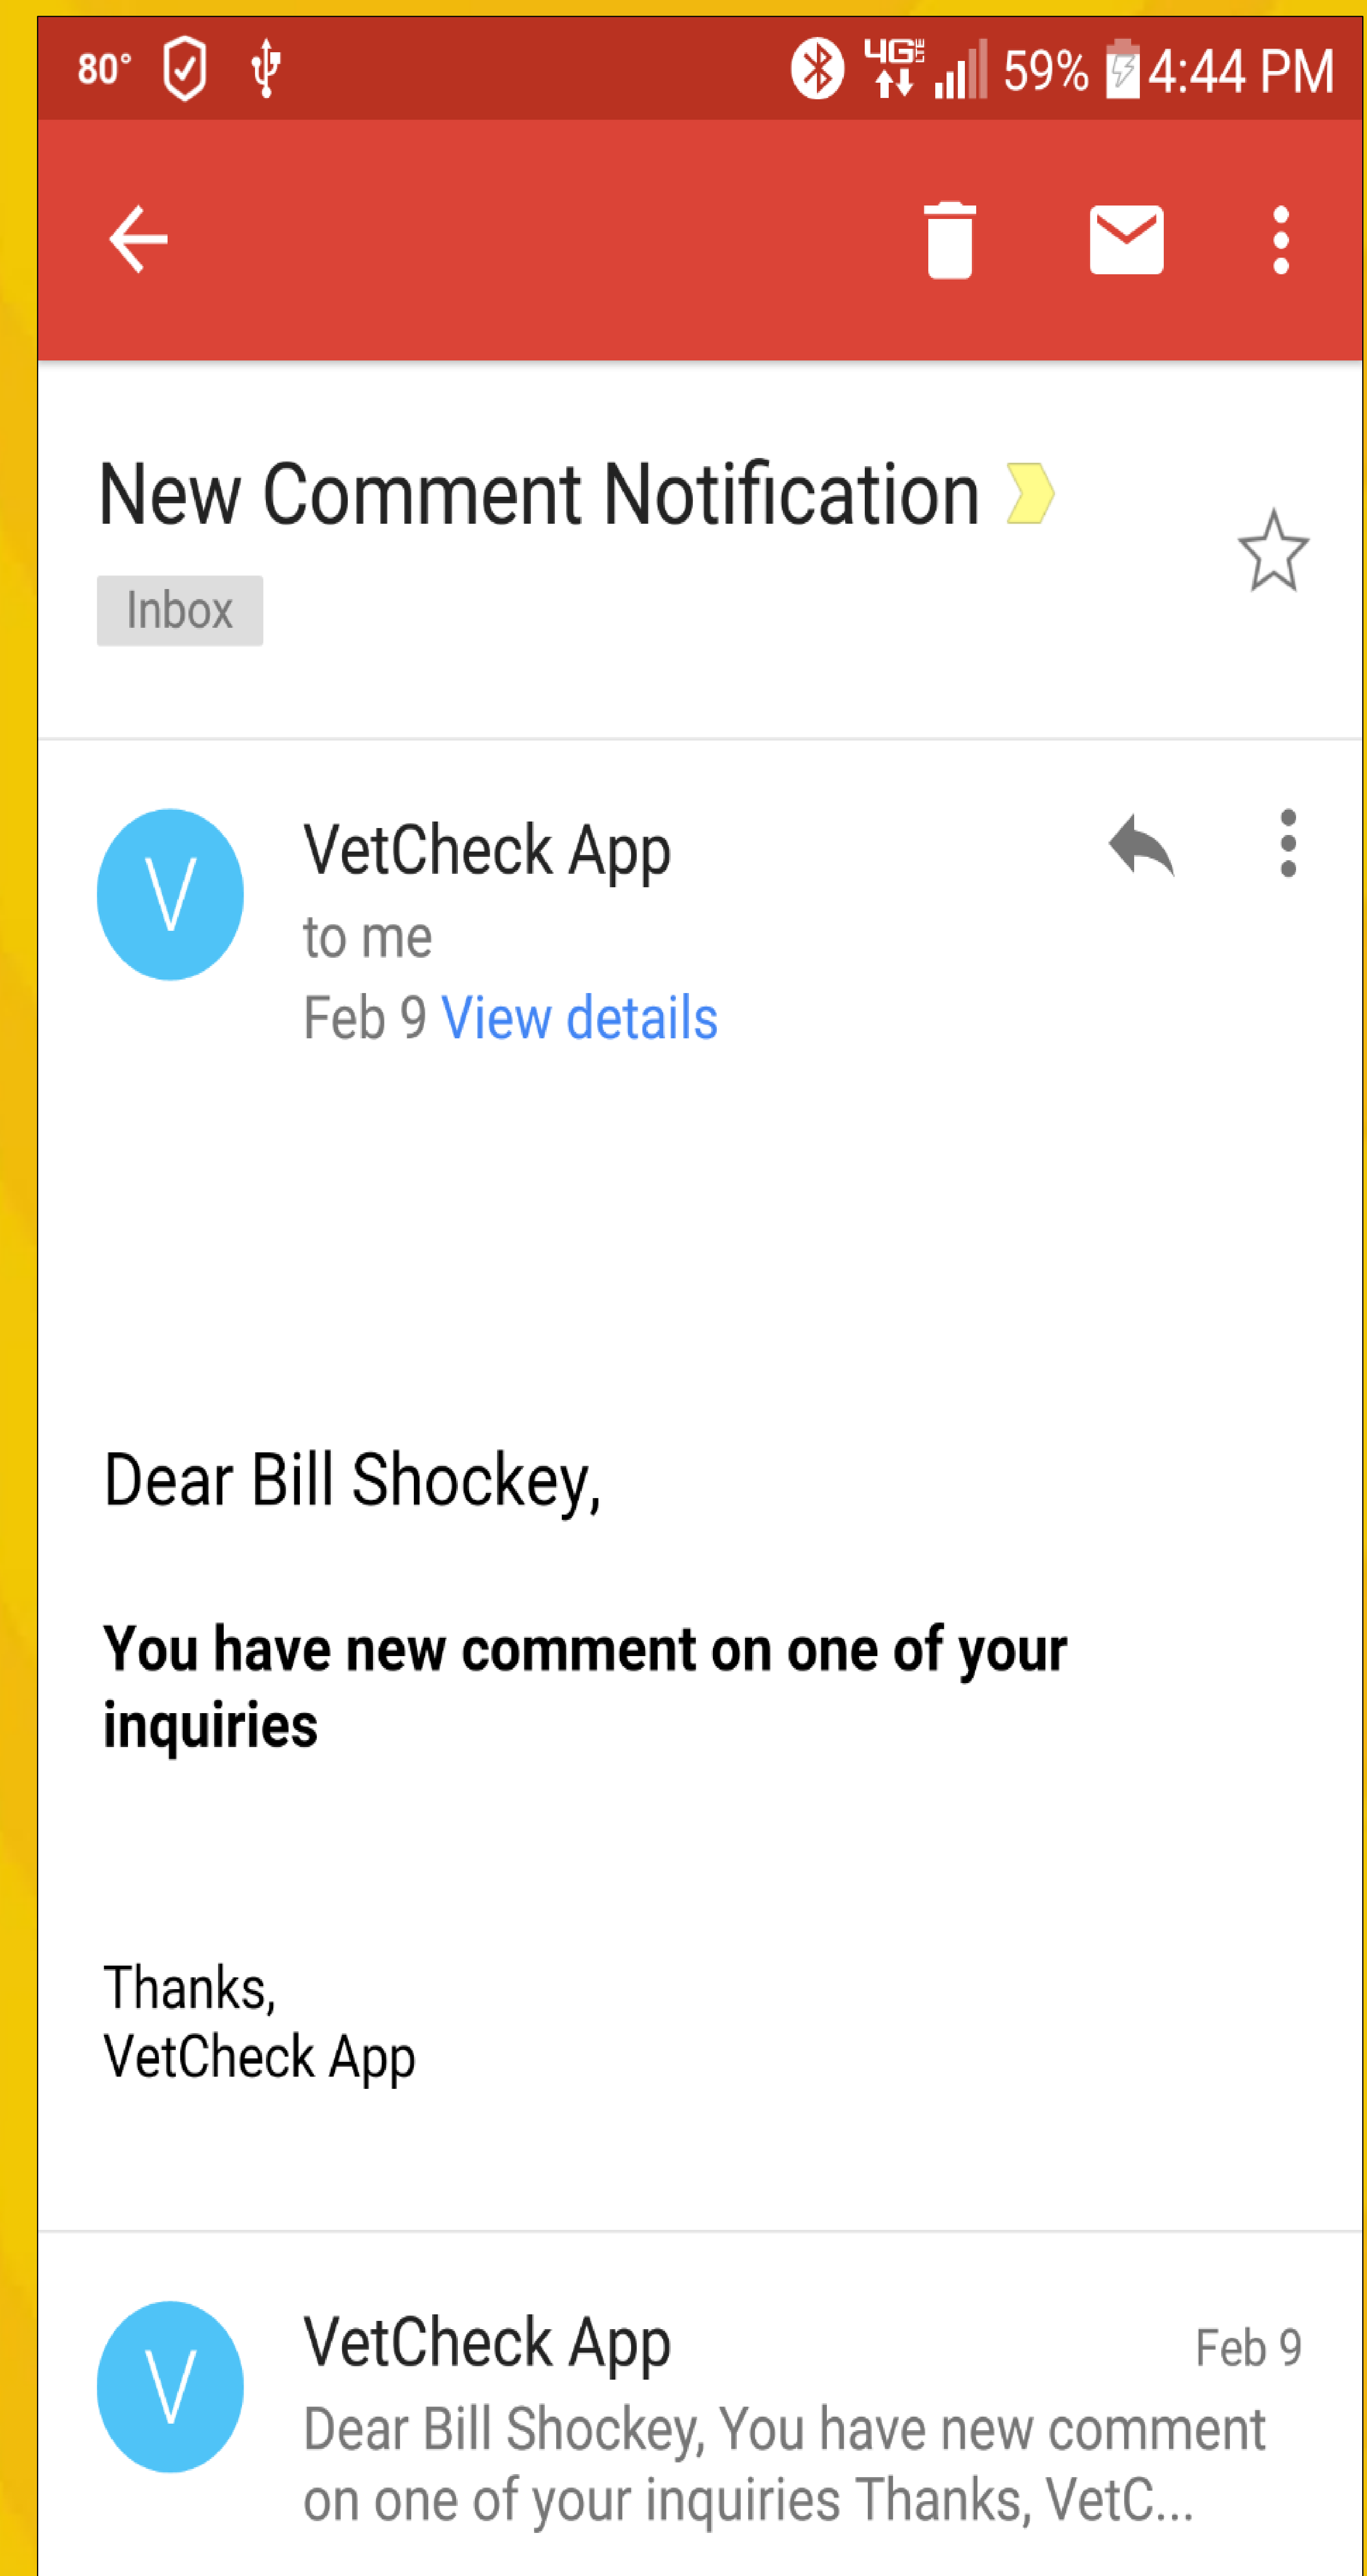 80° 4G LTE 59% 4:44 PM
New Comment Notification
Inbox
V
VetCheck App
to me
Feb 9 View details
Dear Bill Shockey,
You have new comment on one of your
inquiries
Thanks,
VetCheck App
V
VetCheck App Feb 9
Dear Bill Shockey, You have new comment
on one of your inquiries Thanks, VetC...